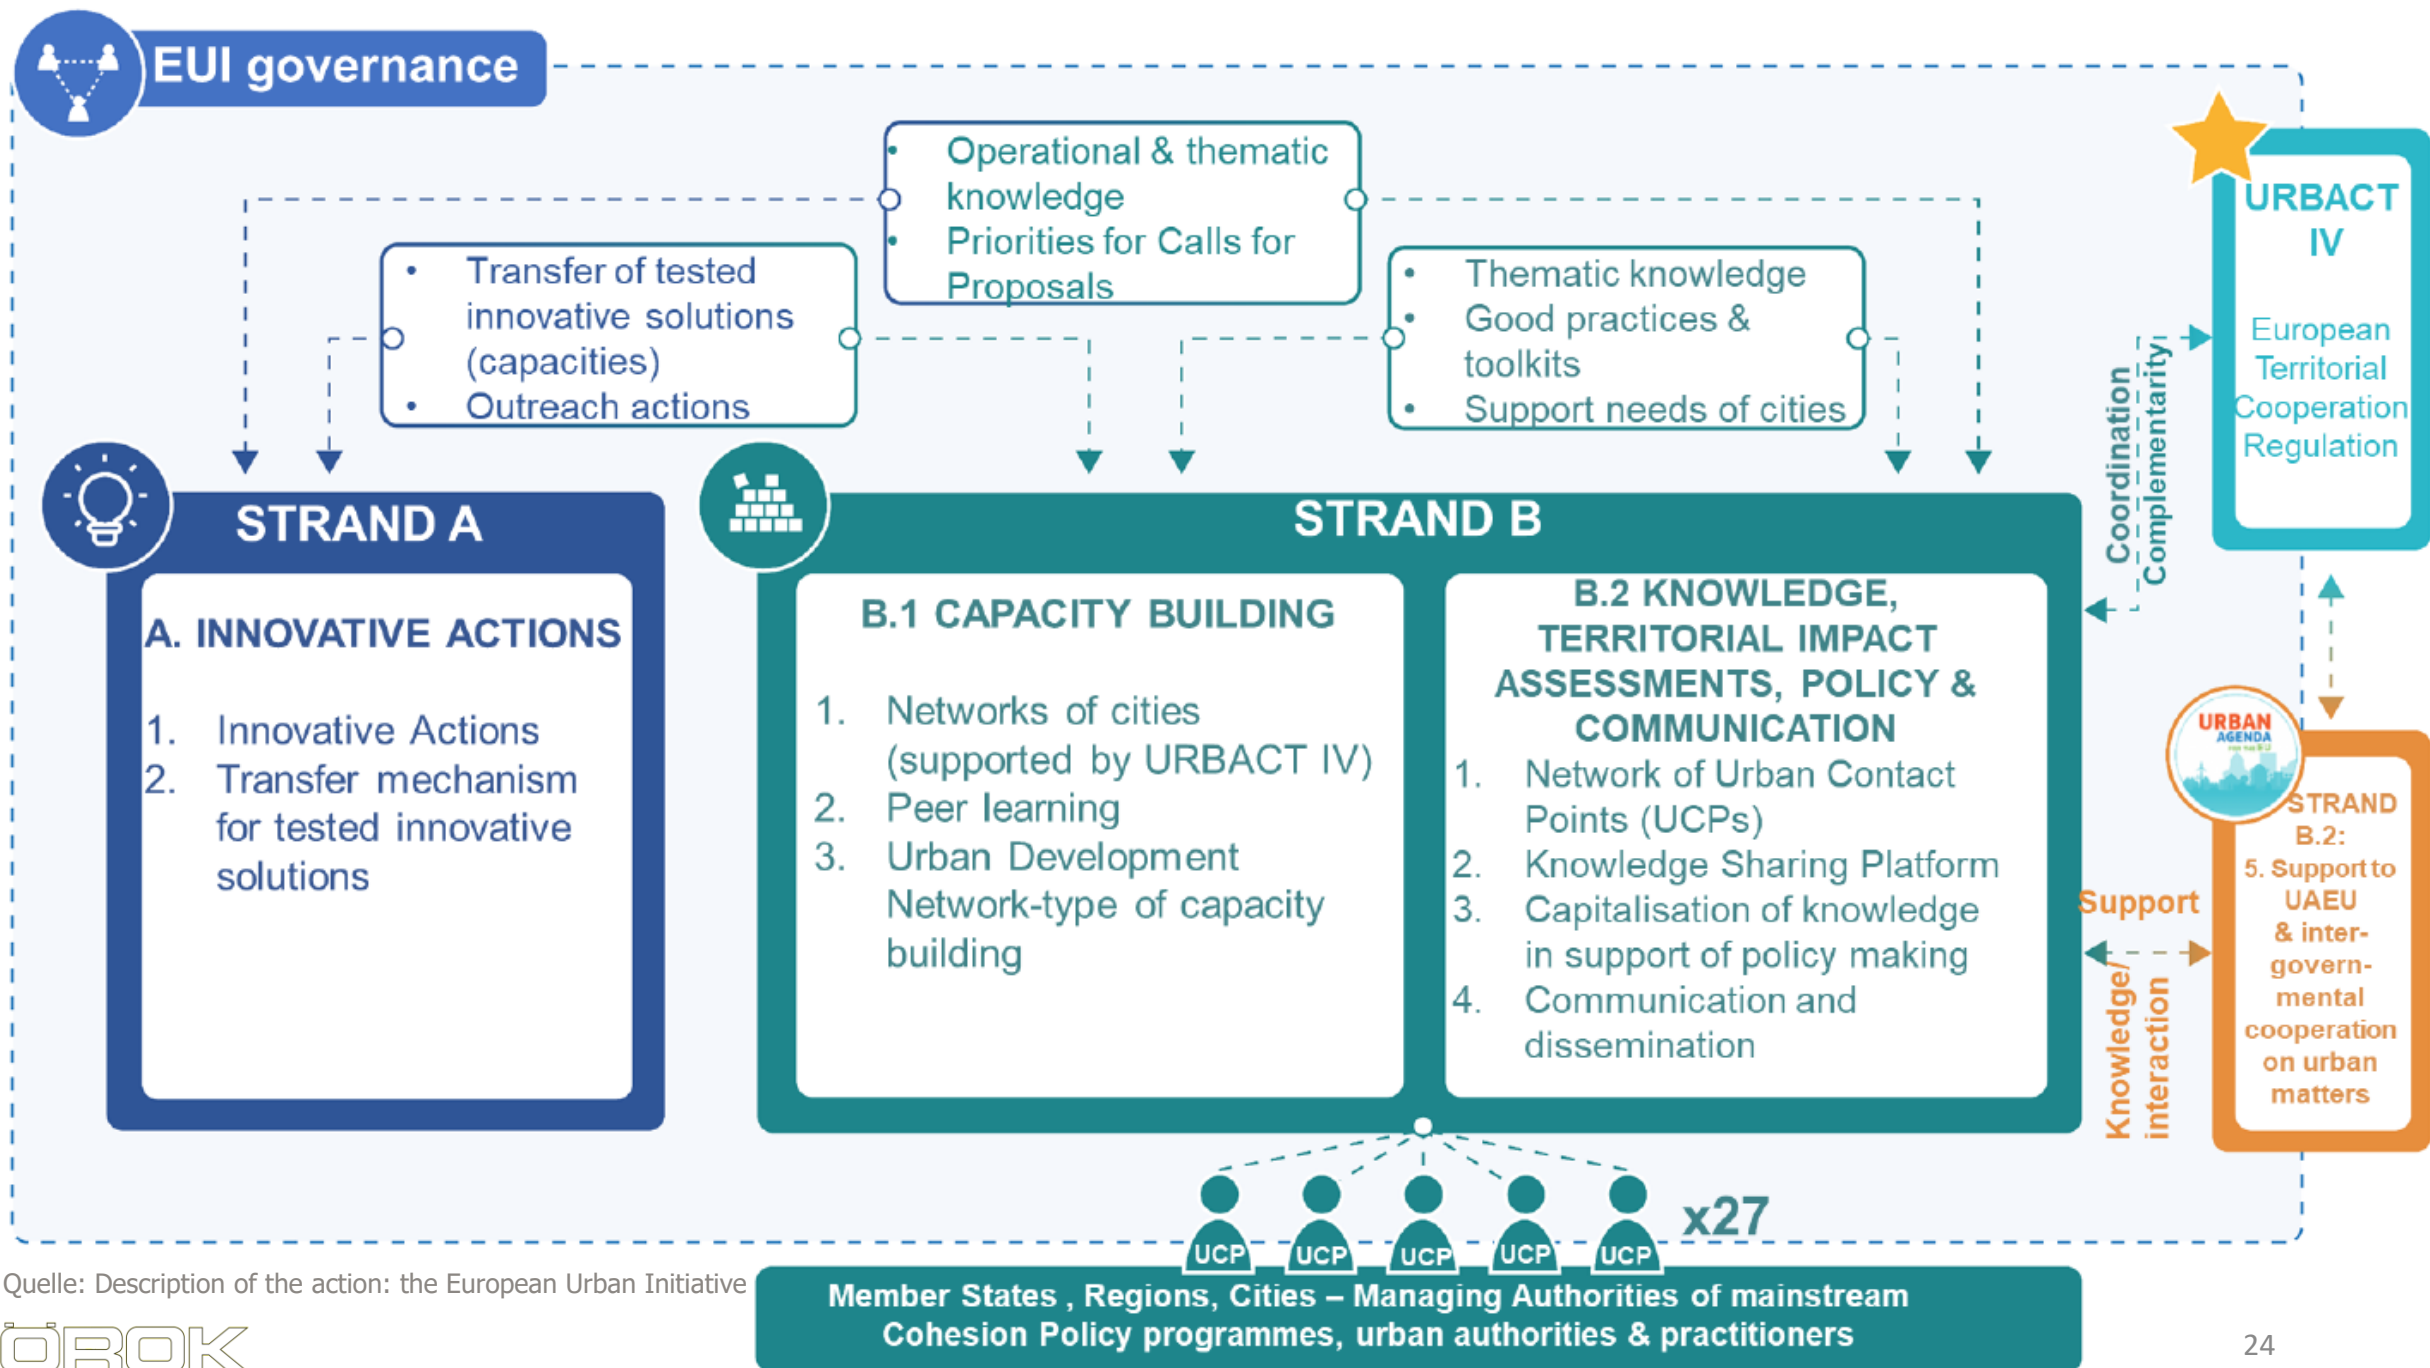 EUI governance
• Operational & thematic
knowledge
• Priorities for Calls for
Proposals
• Transfer of tested
innovative solutions
(capacities)
• Outreach actions
• Thematic knowledge
• Good practices &
toolkits
• Support needs of cities
STRAND A
A. INNOVATIVE ACTIONS
1. Innovative Actions
2. Transfer mechanism
for tested innovative
solutions
STRAND B
B.1 CAPACITY BUILDING
1. Networks of cities
(supported by URBACT IV)
2. Peer learning
3. Urban Development
Network-type of capacity
building
B.2 KNOWLEDGE,
TERRITORIAL IMPACT
ASSESSMENTS, POLICY &
COMMUNICATION
1. Network of Urban Contact
Points (UCPs)
2. Knowledge Sharing Platform
3. Capitalisation of knowledge
in support of policy making
4. Communication and
dissemination
Coordination
Complementarity
URBACT
IV
European
Territorial
Cooperation
Regulation
Support
Knowledge/
interaction
URBAN
AGENDA
FOR THE EU
STRAND
B.2:
5. Support to
UAEU
& inter-
govern-
mental
cooperation
on urban
matters
UCP
UCP
UCP
UCP
UCP
x27
Member States , Regions, Cities – Managing Authorities of mainstream
Cohesion Policy programmes, urban authorities & practitioners
Quelle: Description of the action: the European Urban Initiative
ÖROK
24